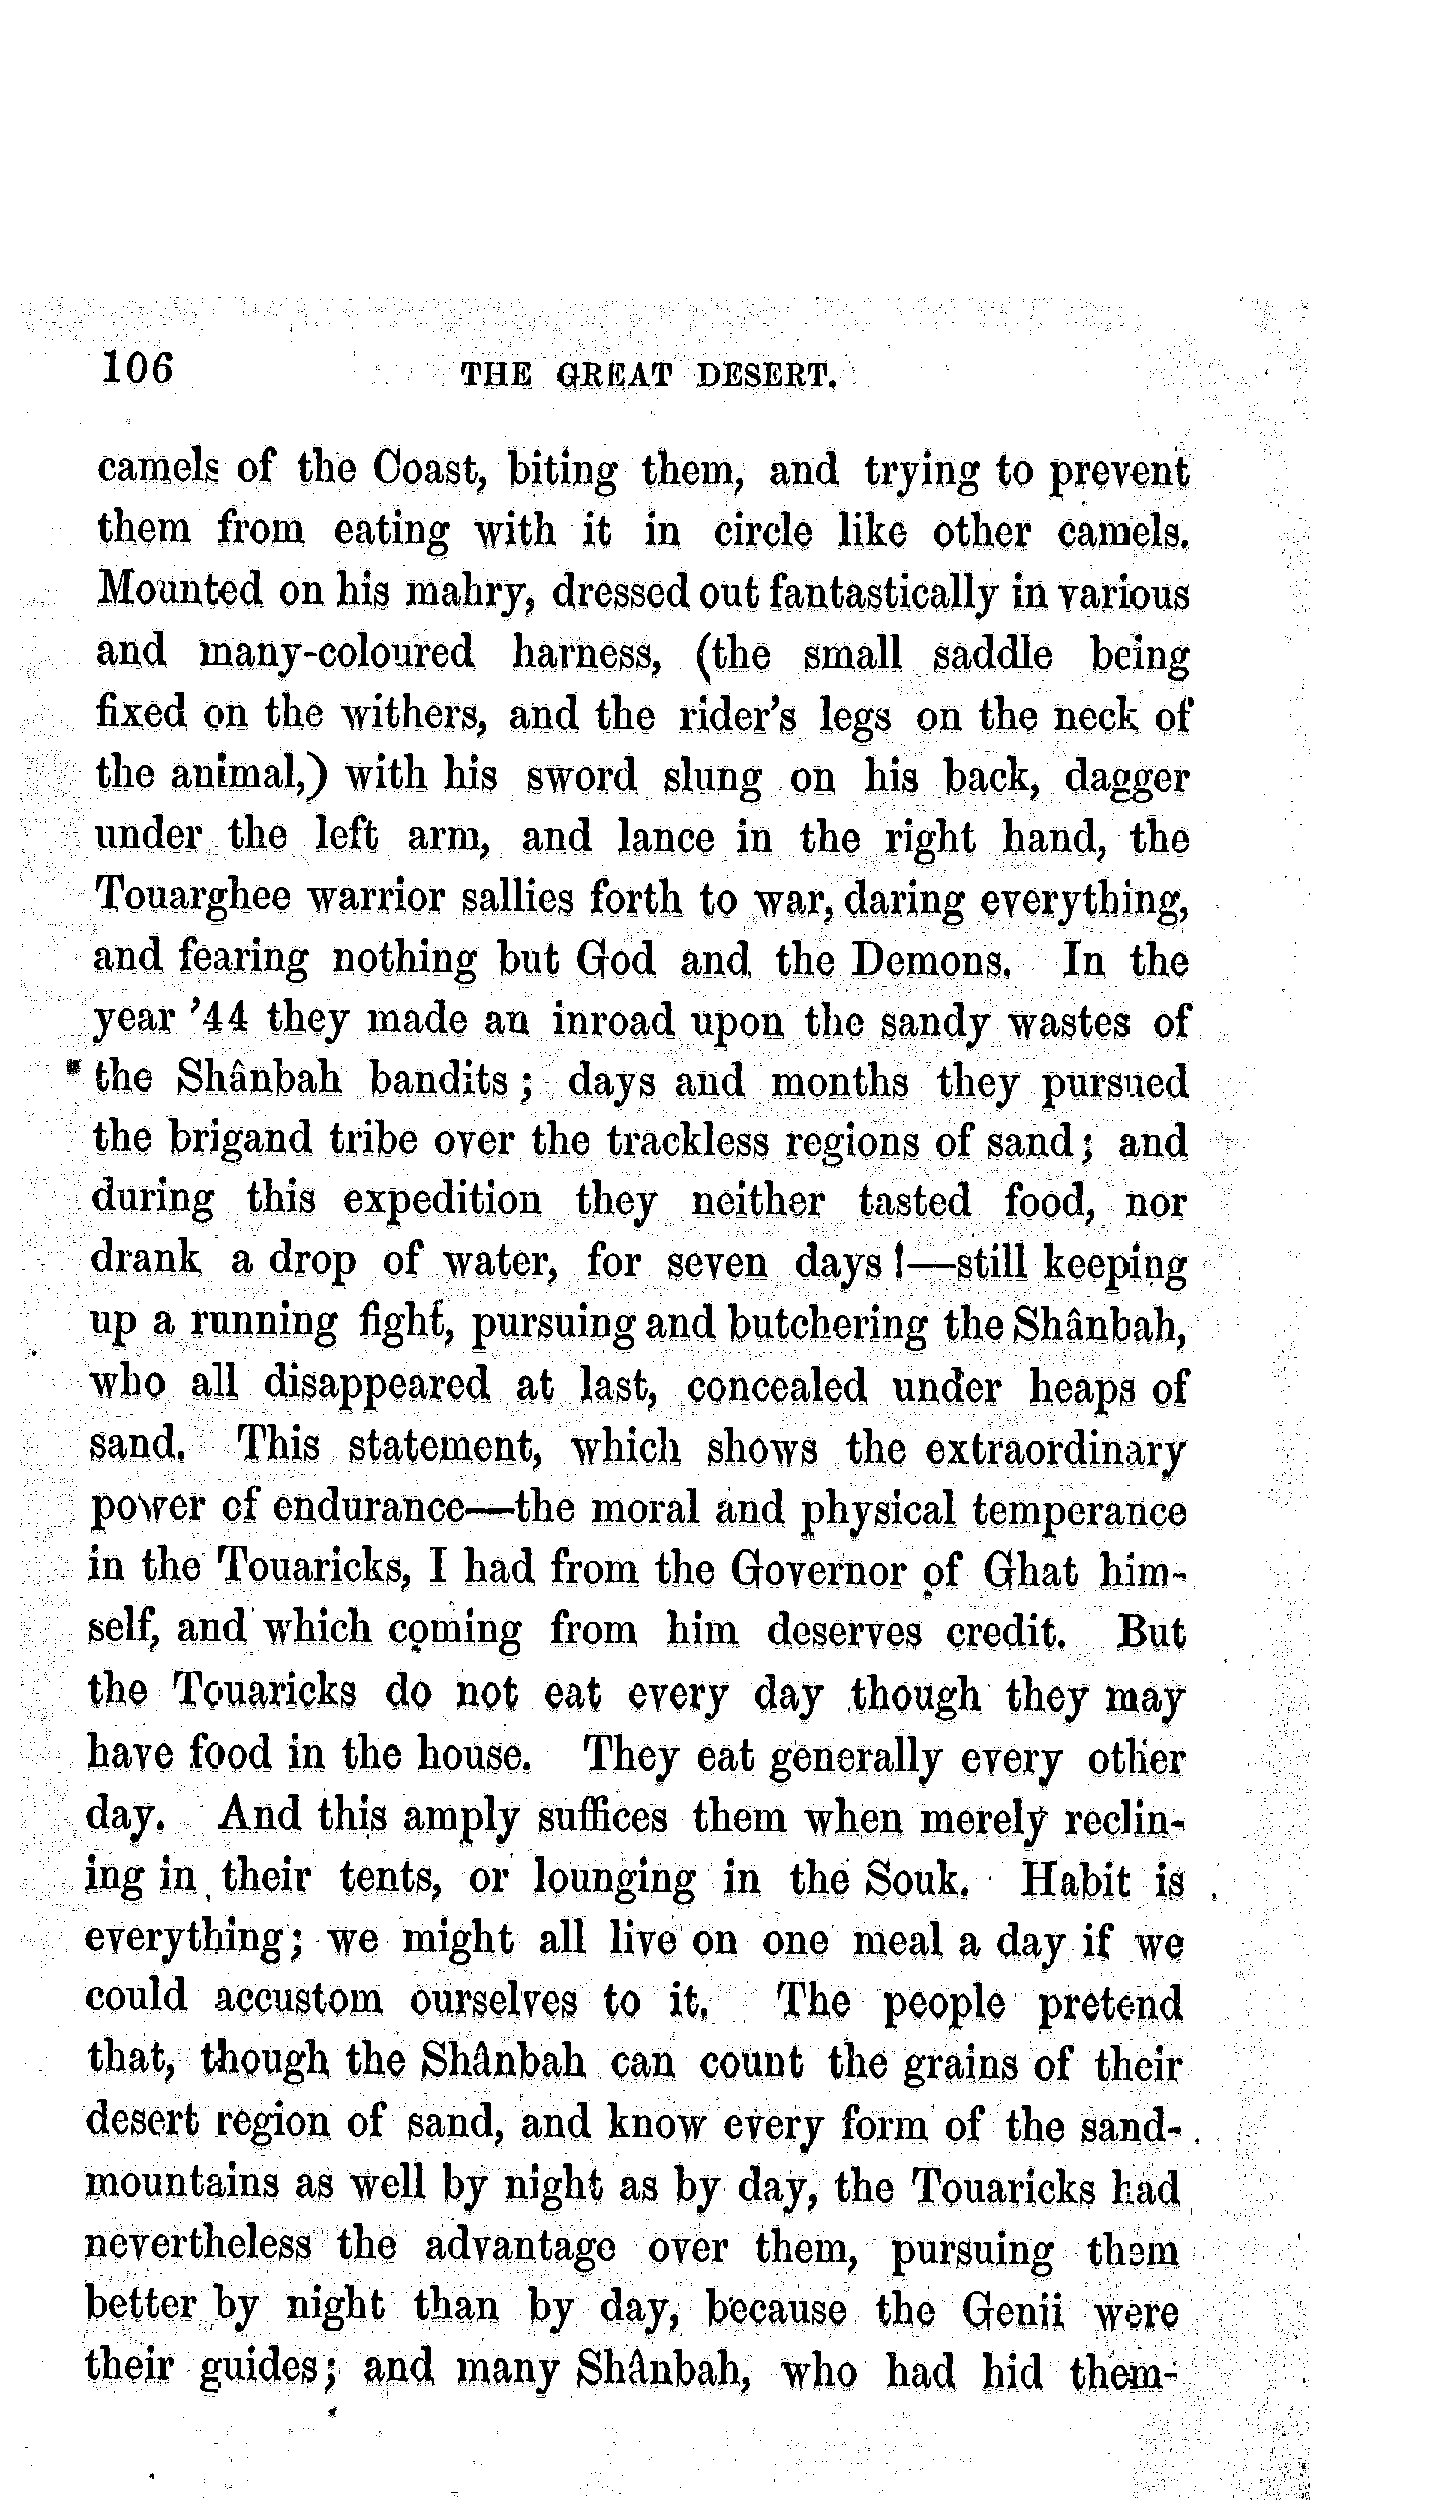 106 THE GREAT DESERT.
camels of the Coast, biting them, and trying to prevent
them from eating with it in circle like other camels.
Mounted on his mahry, dressed out fantastically in various
and many-coloured harness, (the small saddle being
fixed on the withers, and the rider's legs on the neck of
the animal,) with his sword slung on his back, dagger
under the left arm, and lance in the right hand, the
Touarghee warrior sallies forth to war, daring everything,
and fearing nothing but God and the Demons. In the
year '44 they made an inroad upon the sandy wastes of
the Shânbah bandits; days and months they pursued
the brigand tribe over the trackless regions of sand; and
during this expedition they neither tasted food, nor
drank a drop of water, for seven days!—still keeping
up a running fight, pursuing and butchering the Shânbah,
who all disappeared at last, concealed under heaps of
sand. This statement, which shows the extraordinary
power of endurance—the moral and physical temperance
in the Touaricks, I had from the Governor of Ghat him-
self, and which coming from him deserves credit. But
the Touaricks do not eat every day though they may
have food in the house. They eat generally every other
day. And this amply suffices them when merely reclin-
ing in their tents, or lounging in the Souk. Habit is
everything; we might all live on one meal a day if we
could accustom ourselves to it. The people pretend
that, though the Shânbah can count the grains of their
desert region of sand, and know every form of the sand-
mountains as well by night as by day, the Touaricks had
nevertheless the advantage over them, pursuing them
better by night than by day, because the Genii were
their guides; and many Shânbah, who had hid them-